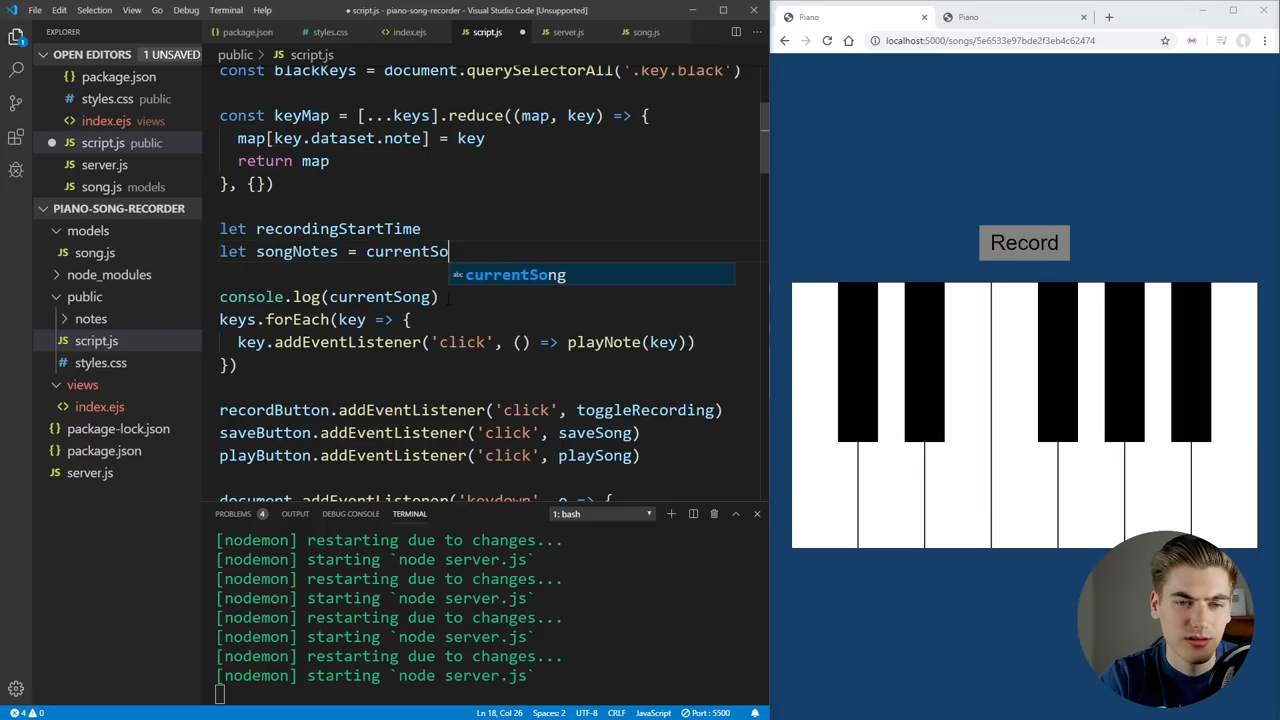 File Edit Selection View Go Debug Terminal Help
● script.js - piano-song-recorder - Visual Studio Code [Unsupported]
EXPLORER
package.json
styles.css
index.ejs
script.js
server.js
song.js
OPEN EDITORS 1 UNSAVED
package.json
styles.css public
index.ejs views
script.js public
server.js
song.js models
PIANO-SONG-RECORDER
models
song.js
node_modules
public
notes
script.js
styles.css
views
index.ejs
package-lock.json
package.json
server.js
public > JS script.js
const blackKeys = document.querySelectorAll('.key.black')
const keyMap = [...keys].reduce((map, key) => {
map[key.dataset.note] = key
return map
}, {})
let recordingStartTime
let songNotes = currentSo
abc currentSong
console.log(currentSong)
keys.forEach(key => {
key.addEventListener('click', () => playNote(key))
})
recordButton.addEventListener('click', toggleRecording)
saveButton.addEventListener('click', saveSong)
playButton.addEventListener('click', playSong)
document.addEventListener('keydown', e => {
PROBLEMS 4 OUTPUT DEBUG CONSOLE TERMINAL 1: bash
[nodemon] restarting due to changes...
[nodemon] starting `node server.js`
[nodemon] restarting due to changes...
[nodemon] starting `node server.js`
[nodemon] restarting due to changes...
[nodemon] starting `node server.js`
[nodemon] restarting due to changes...
[nodemon] starting `node server.js`
4 0 Ln 18, Col 26 Spaces: 2 UTF-8 CRLF JavaScript Port : 5500
Piano
Piano
localhost:5000/songs/5e6533e97bde2f3eb4c62474
Record